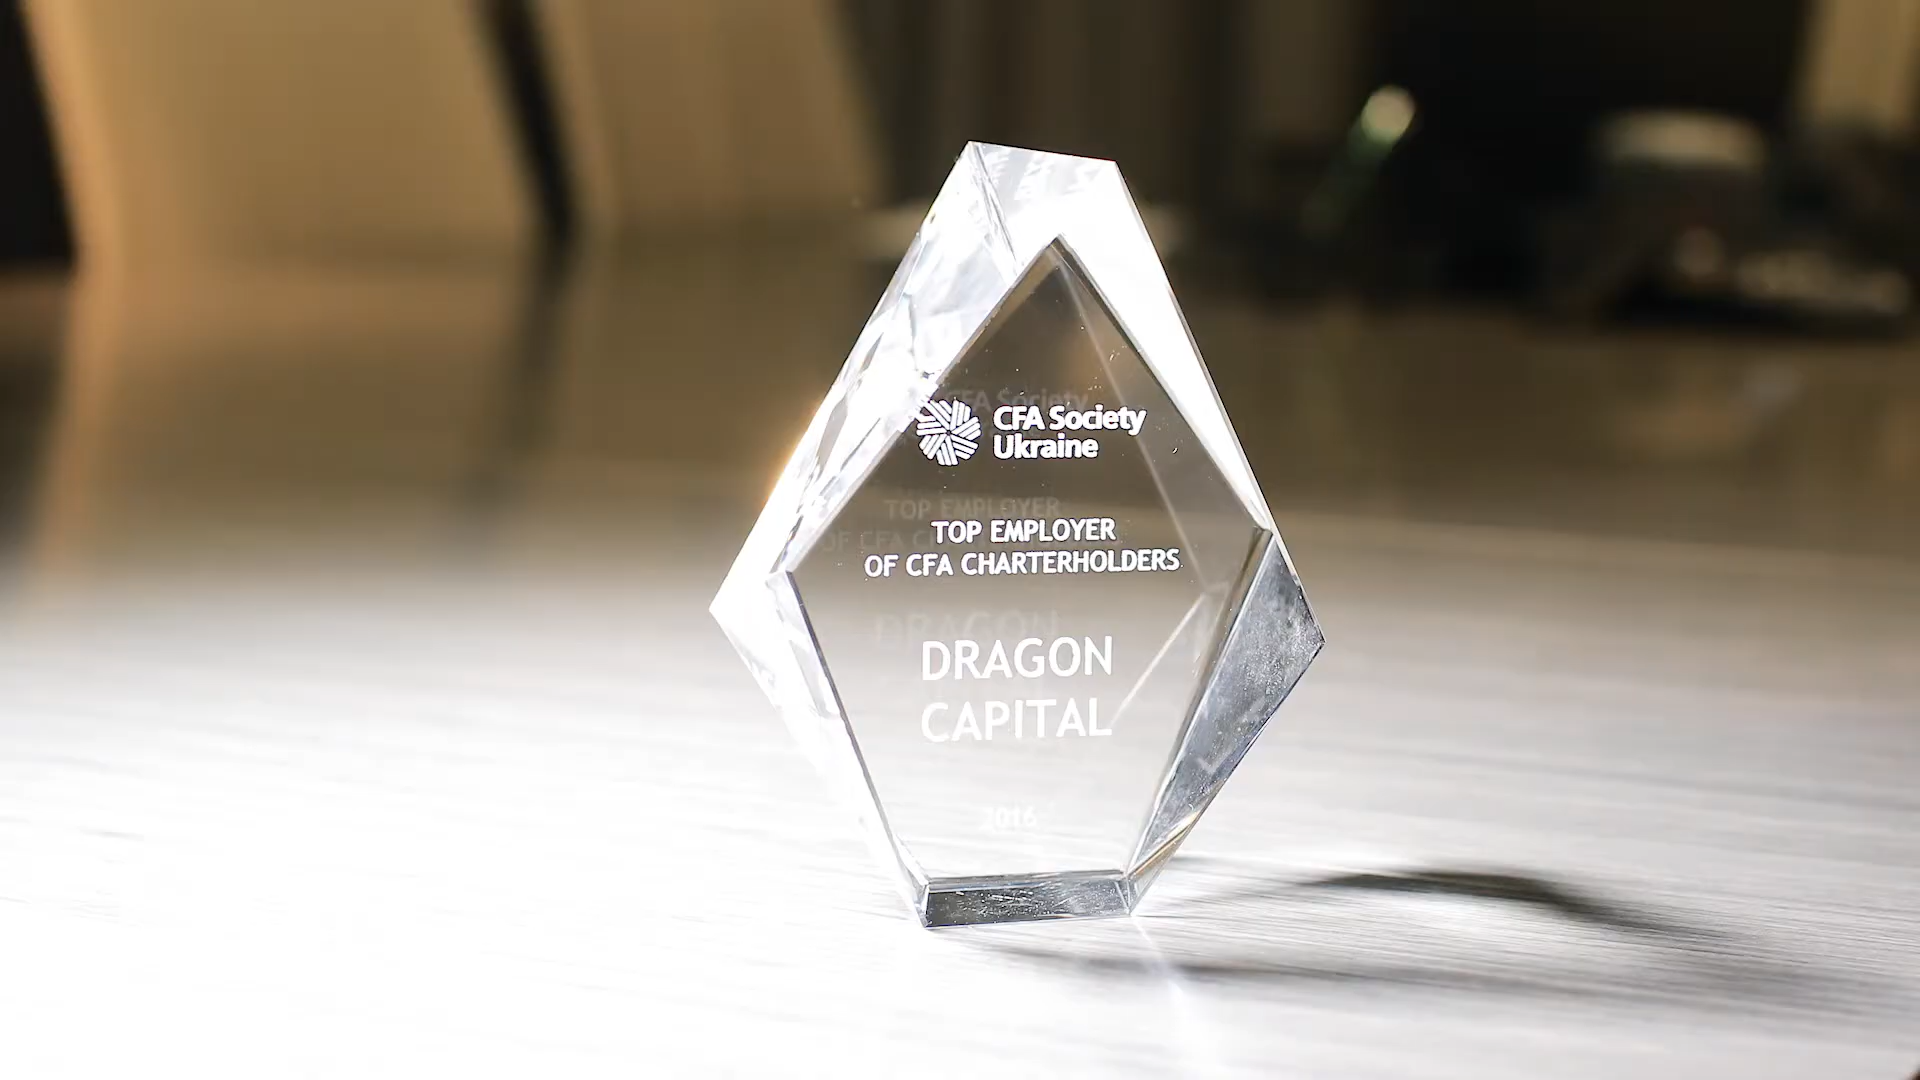 CFA Society
Ukraine
TOP EMPLOYER
OF CFA CHARTERHOLDERS
DRAGON
CAPITAL
2016